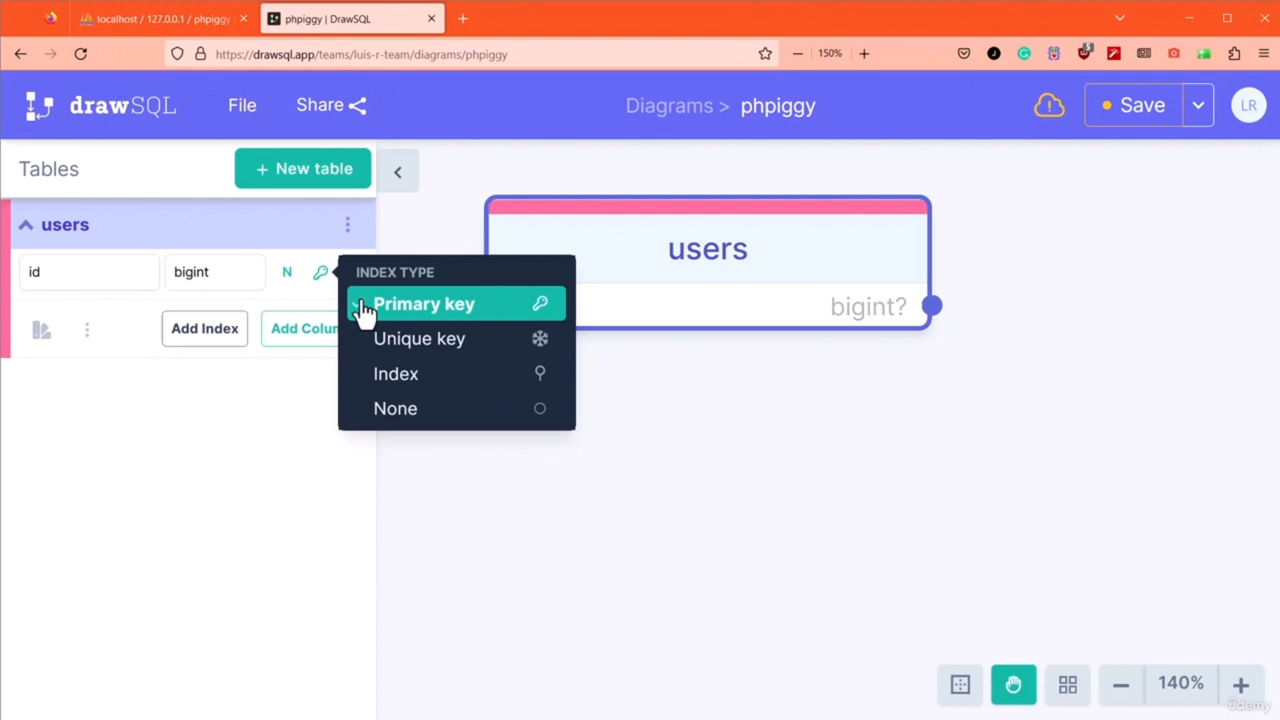 localhost / 127.0.0.1 / phpiggy
phpiggy | DrawSQL
https://drawsql.app/teams/luis-r-team/diagrams/phpiggy
150%
drawSQL
File
Share
Diagrams > phpiggy
Save
LR
Tables
+ New table
users
id
bigint
N
Add Index
Add Colum
INDEX TYPE
Primary key
Unique key
Index
None
users
bigint?
140%
ûdemy